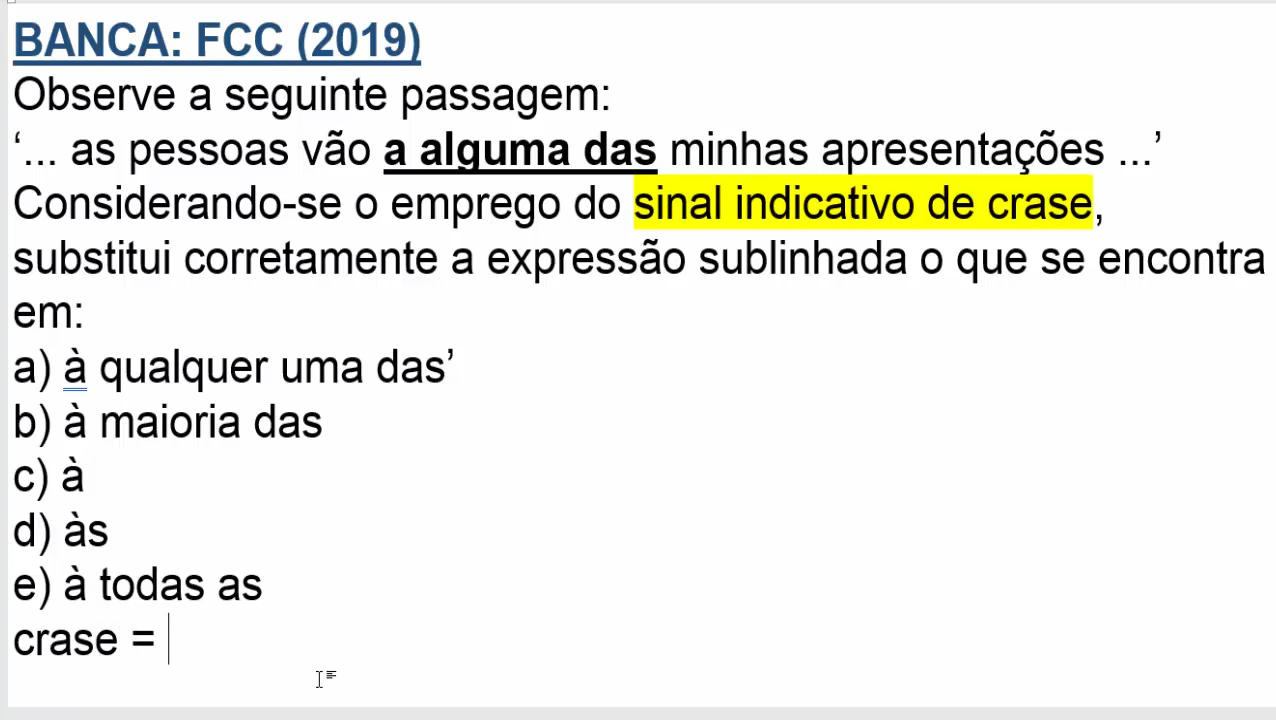 BANCA: FCC (2019)
Observe a seguinte passagem:
‘... as pessoas vão a alguma das minhas apresentações ...’
Considerando-se o emprego do sinal indicativo de crase,
substitui corretamente a expressão sublinhada o que se encontra
em:
a) à qualquer uma das’
b) à maioria das
c) à
d) às
e) à todas as
crase =